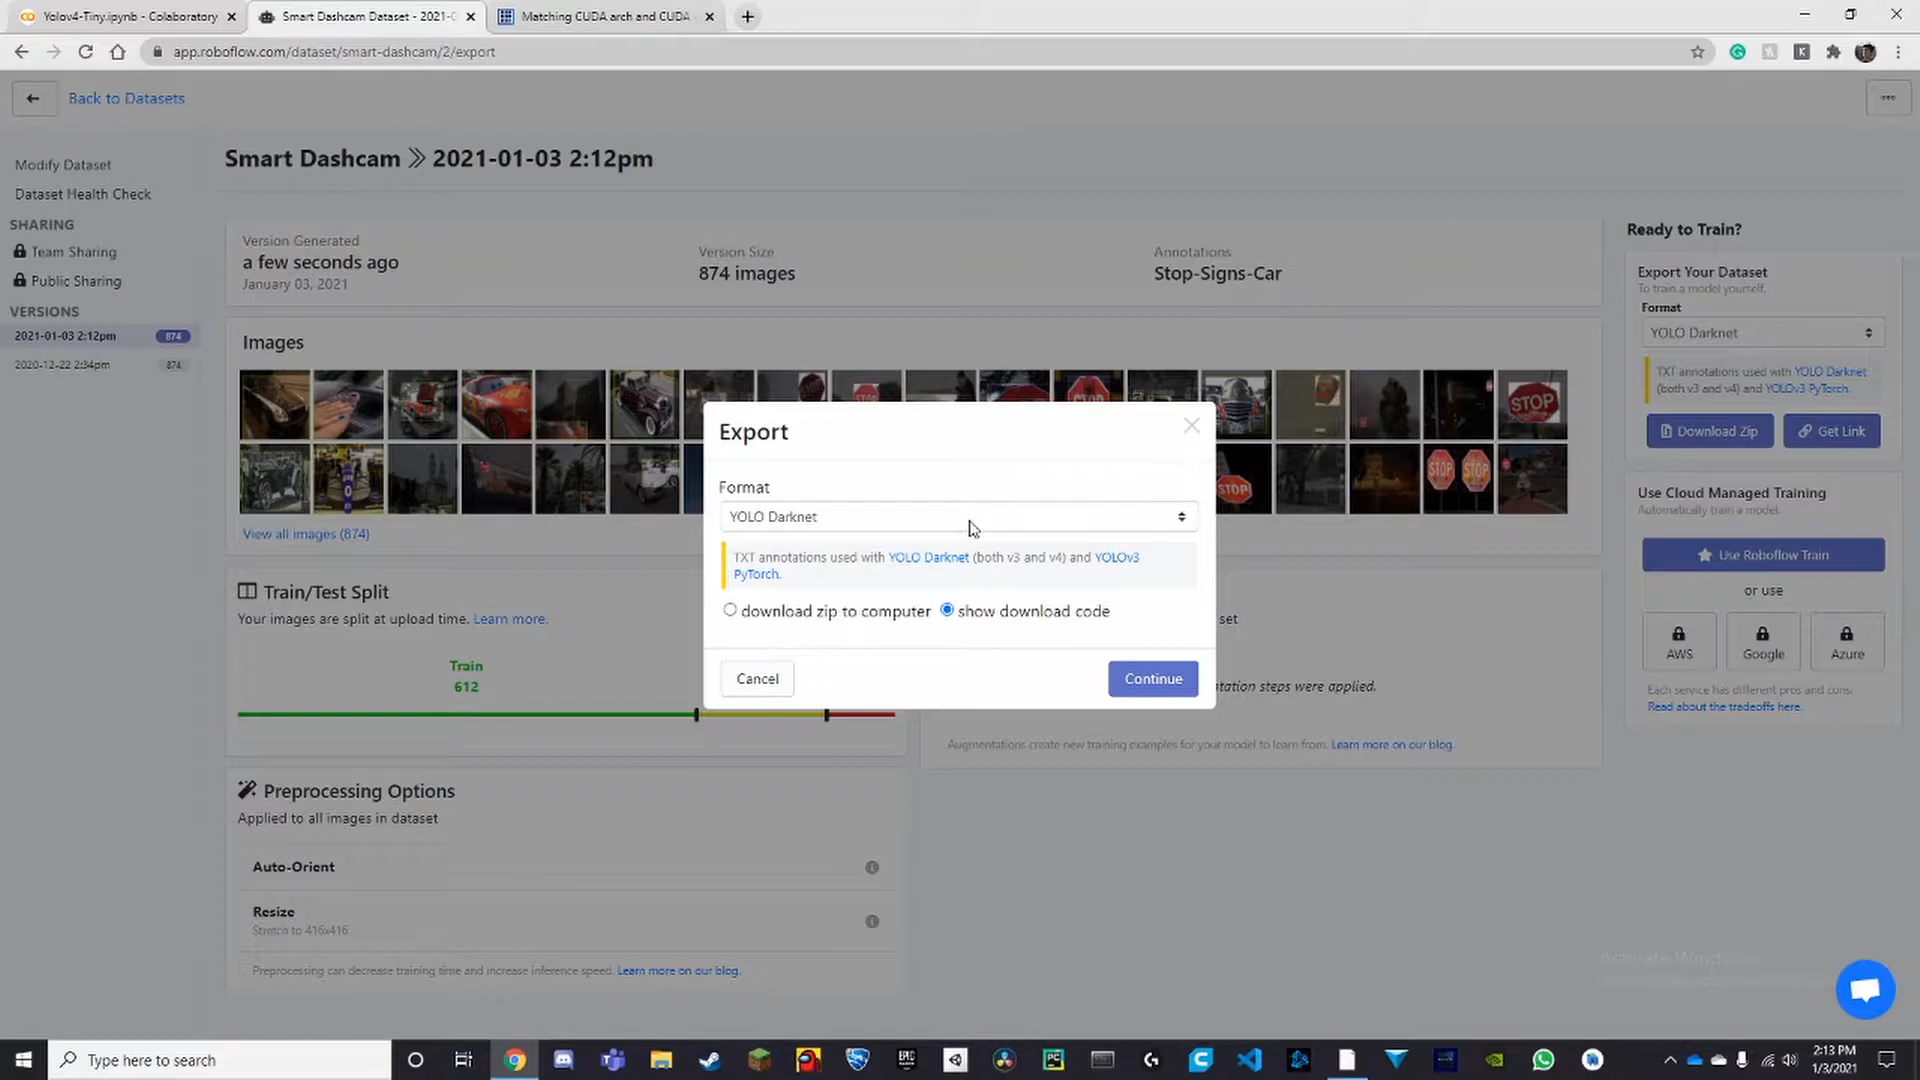 Yolov4-Tiny.ipynb - Colaboratory
Smart Dashcam Dataset - 2021-0
Matching CUDA arch and CUDA
app.roboflow.com/dataset/smart-dashcam/2/export
Back to Datasets
Modify Dataset
Dataset Health Check
SHARING
Team Sharing
Public Sharing
VERSIONS
2021-01-03 2:12pm 874
2020-12-22 2:34pm 874
Smart Dashcam 2021-01-03 2:12pm
Version Generated
a few seconds ago
January 03, 2021
Version Size
874 images
Annotations
Stop-Signs-Car
Images
STOP
STOP
STOP
STOP
STOP
STOP
View all images (874)
Train/Test Split
Your images are split at upload time. Learn more.
Train
612
Preprocessing Options
Applied to all images in dataset
Auto-Orient
Resize
Stretch to 416x416
Preprocessing can decrease training time and increase inference speed. Learn more on our blog.
Export
Format
YOLO Darknet
TXT annotations used with YOLO Darknet (both v3 and v4) and YOLOv3
PyTorch.
download zip to computer show download code
Cancel
Continue
set
tation steps were applied.
Augmentations create new training examples for your model to learn from. Learn more on our blog.
Ready to Train?
Export Your Dataset
To train a model yourself.
Format
YOLO Darknet
TXT annotations used with YOLO Darknet
(both v3 and v4) and YOLOv3 PyTorch.
Download Zip
Get Link
Use Cloud Managed Training
Automatically train a model.
Use Roboflow Train
or use
AWS
Google
Azure
Each service has different pros and cons.
Read about the tradeoffs here.
Activate Windows
Type here to search
2:13 PM
1/3/2021